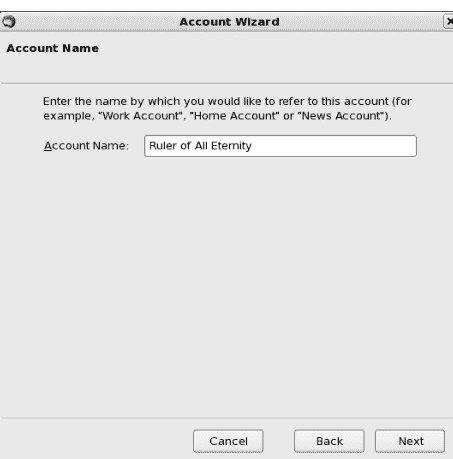 Account Wizard
Account Name
Enter the name by which you would like to refer to this account (for
example, "Work Account", "Home Account" or "News Account").
Account Name: Ruler of All Eternity
Cancel Back Next